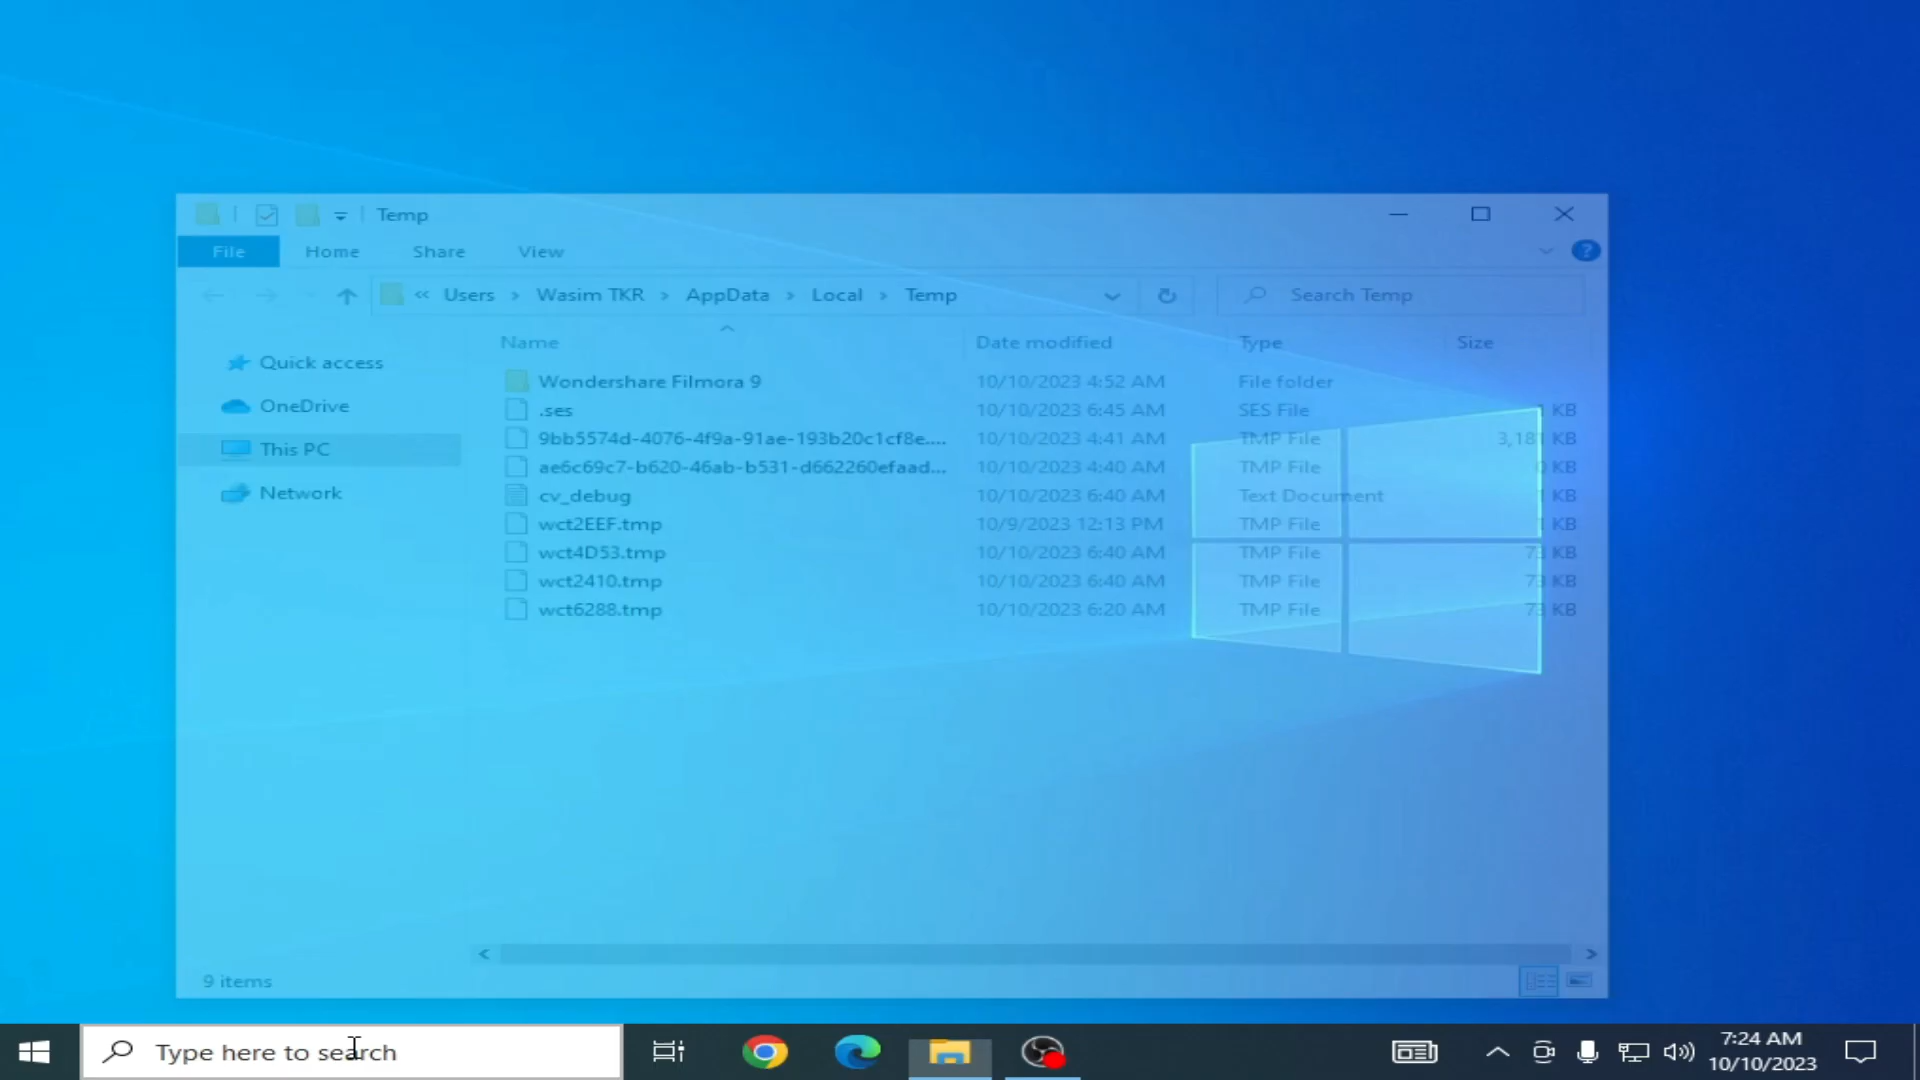 Temp
File Home Share View
« Users › Wasim TKR › AppData › Local › Temp Search Temp
Name Date modified Type Size
Quick access
OneDrive
This PC
Network
Wondershare Filmora 9 10/10/2023 4:52 AM File folder
.ses 10/10/2023 6:45 AM SES File 1 KB
9bb5574d-4076-4f9a-91ae-193b20c1cf8e.... 10/10/2023 4:41 AM TMP File 3,181 KB
ae6c69c7-b620-46ab-b531-d662260efaad... 10/10/2023 4:40 AM TMP File 0 KB
cv_debug 10/10/2023 6:40 AM Text Document 1 KB
wct2EEF.tmp 10/9/2023 12:13 PM TMP File 1 KB
wct4D53.tmp 10/10/2023 6:40 AM TMP File 73 KB
wct2410.tmp 10/10/2023 6:40 AM TMP File 73 KB
wct6288.tmp 10/10/2023 6:20 AM TMP File 73 KB
9 items
Type here to search
7:24 AM
10/10/2023